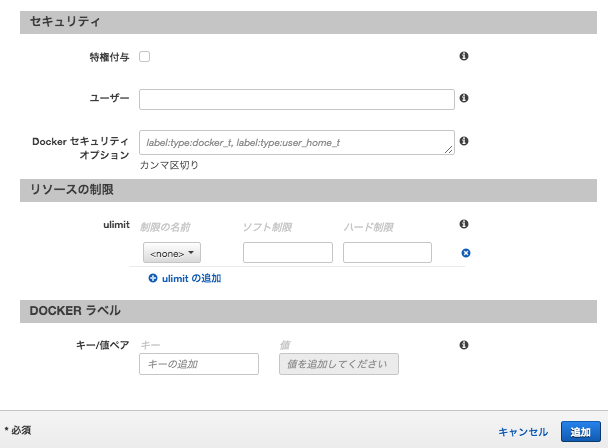 セキュリティ
特権付与
ユーザー
Docker セキュリティ
オプション
label:type:docker_t, label:type:user_home_t
カンマ区切り
リソースの制限
ulimit
制限の名前 ソフト制限 ハード制限
<none>
ulimit の追加
DOCKER ラベル
キー/値ペア キー 値
キーの追加 値を追加してください
* 必須 キャンセル 追加